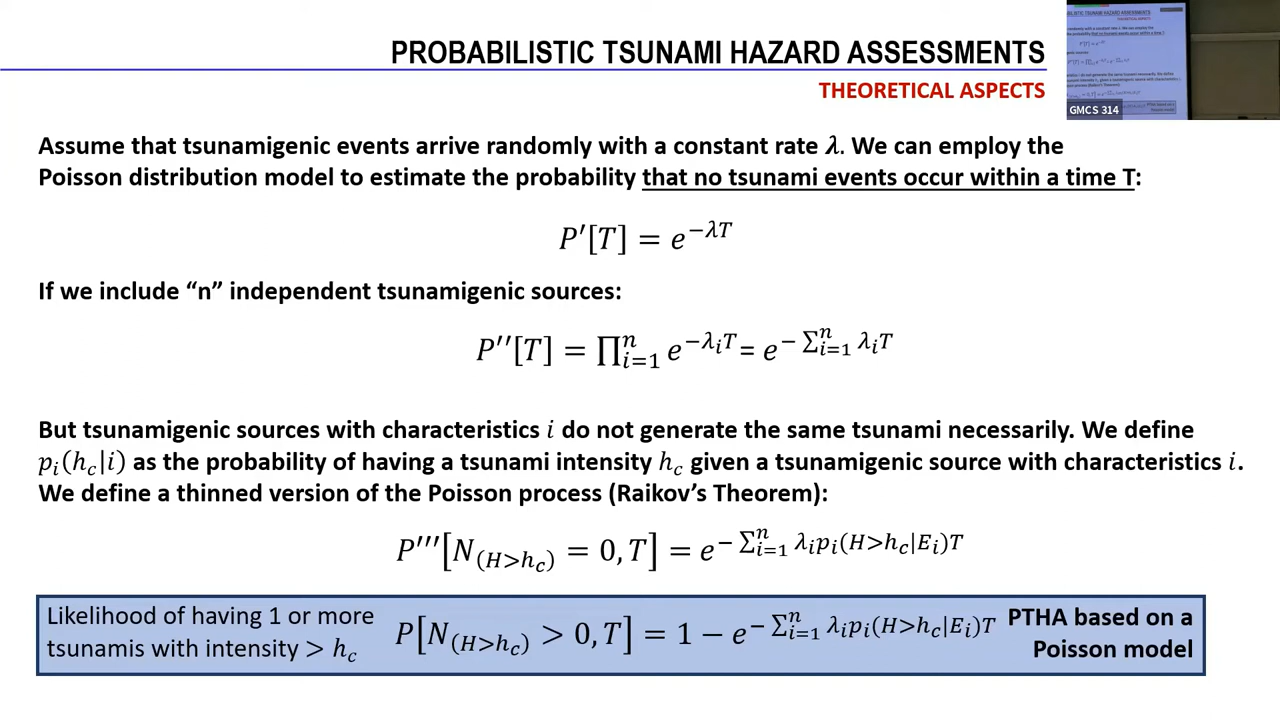 PROBABILISTIC TSUNAMI HAZARD ASSESSMENTS
THEORETICAL ASPECTS
GMCS 314
Assume that tsunamigenic events arrive randomly with a constant rate λ. We can employ the
Poisson distribution model to estimate the probability that no tsunami events occur within a time T:
P′[T] = e^{−λT}
If we include “n” independent tsunamigenic sources:
P′′[T] = ∏_{i=1}^{n} e^{−λ_i T} = e^{− ∑_{i=1}^{n} λ_i T}
But tsunamigenic sources with characteristics i do not generate the same tsunami necessarily. We define
p_i(h_c|i) as the probability of having a tsunami intensity h_c given a tsunamigenic source with characteristics i.
We define a thinned version of the Poisson process (Raikov’s Theorem):
P′′′[N_{(H>h_c)} = 0, T] = e^{− ∑_{i=1}^{n} λ_i p_i(H>h_c|E_i)T}
Likelihood of having 1 or more
tsunamis with intensity > h_c
P[N_{(H>h_c)} > 0, T] = 1 − e^{− ∑_{i=1}^{n} λ_i p_i(H>h_c|E_i)T}
PTHA based on a
Poisson model